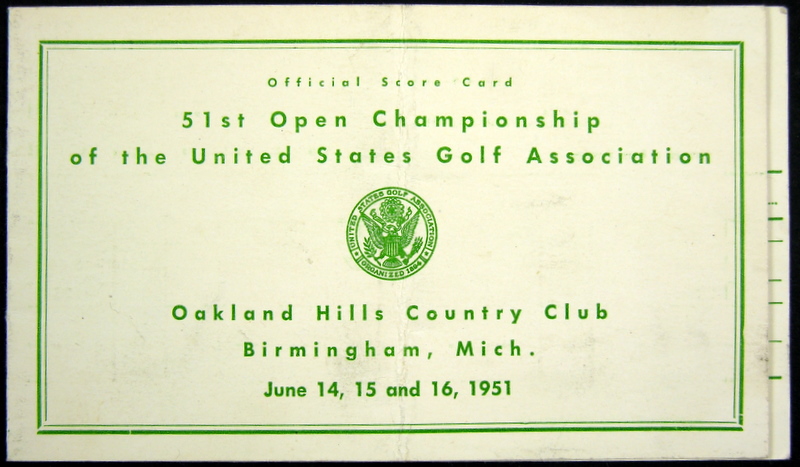 Official Score Card
51st Open Championship
of the United States Golf Association
UNITED STATES GOLF ASSOCIATION
ORGANIZED 1894
Oakland Hills Country Club
Birmingham, Mich.
June 14, 15 and 16, 1951